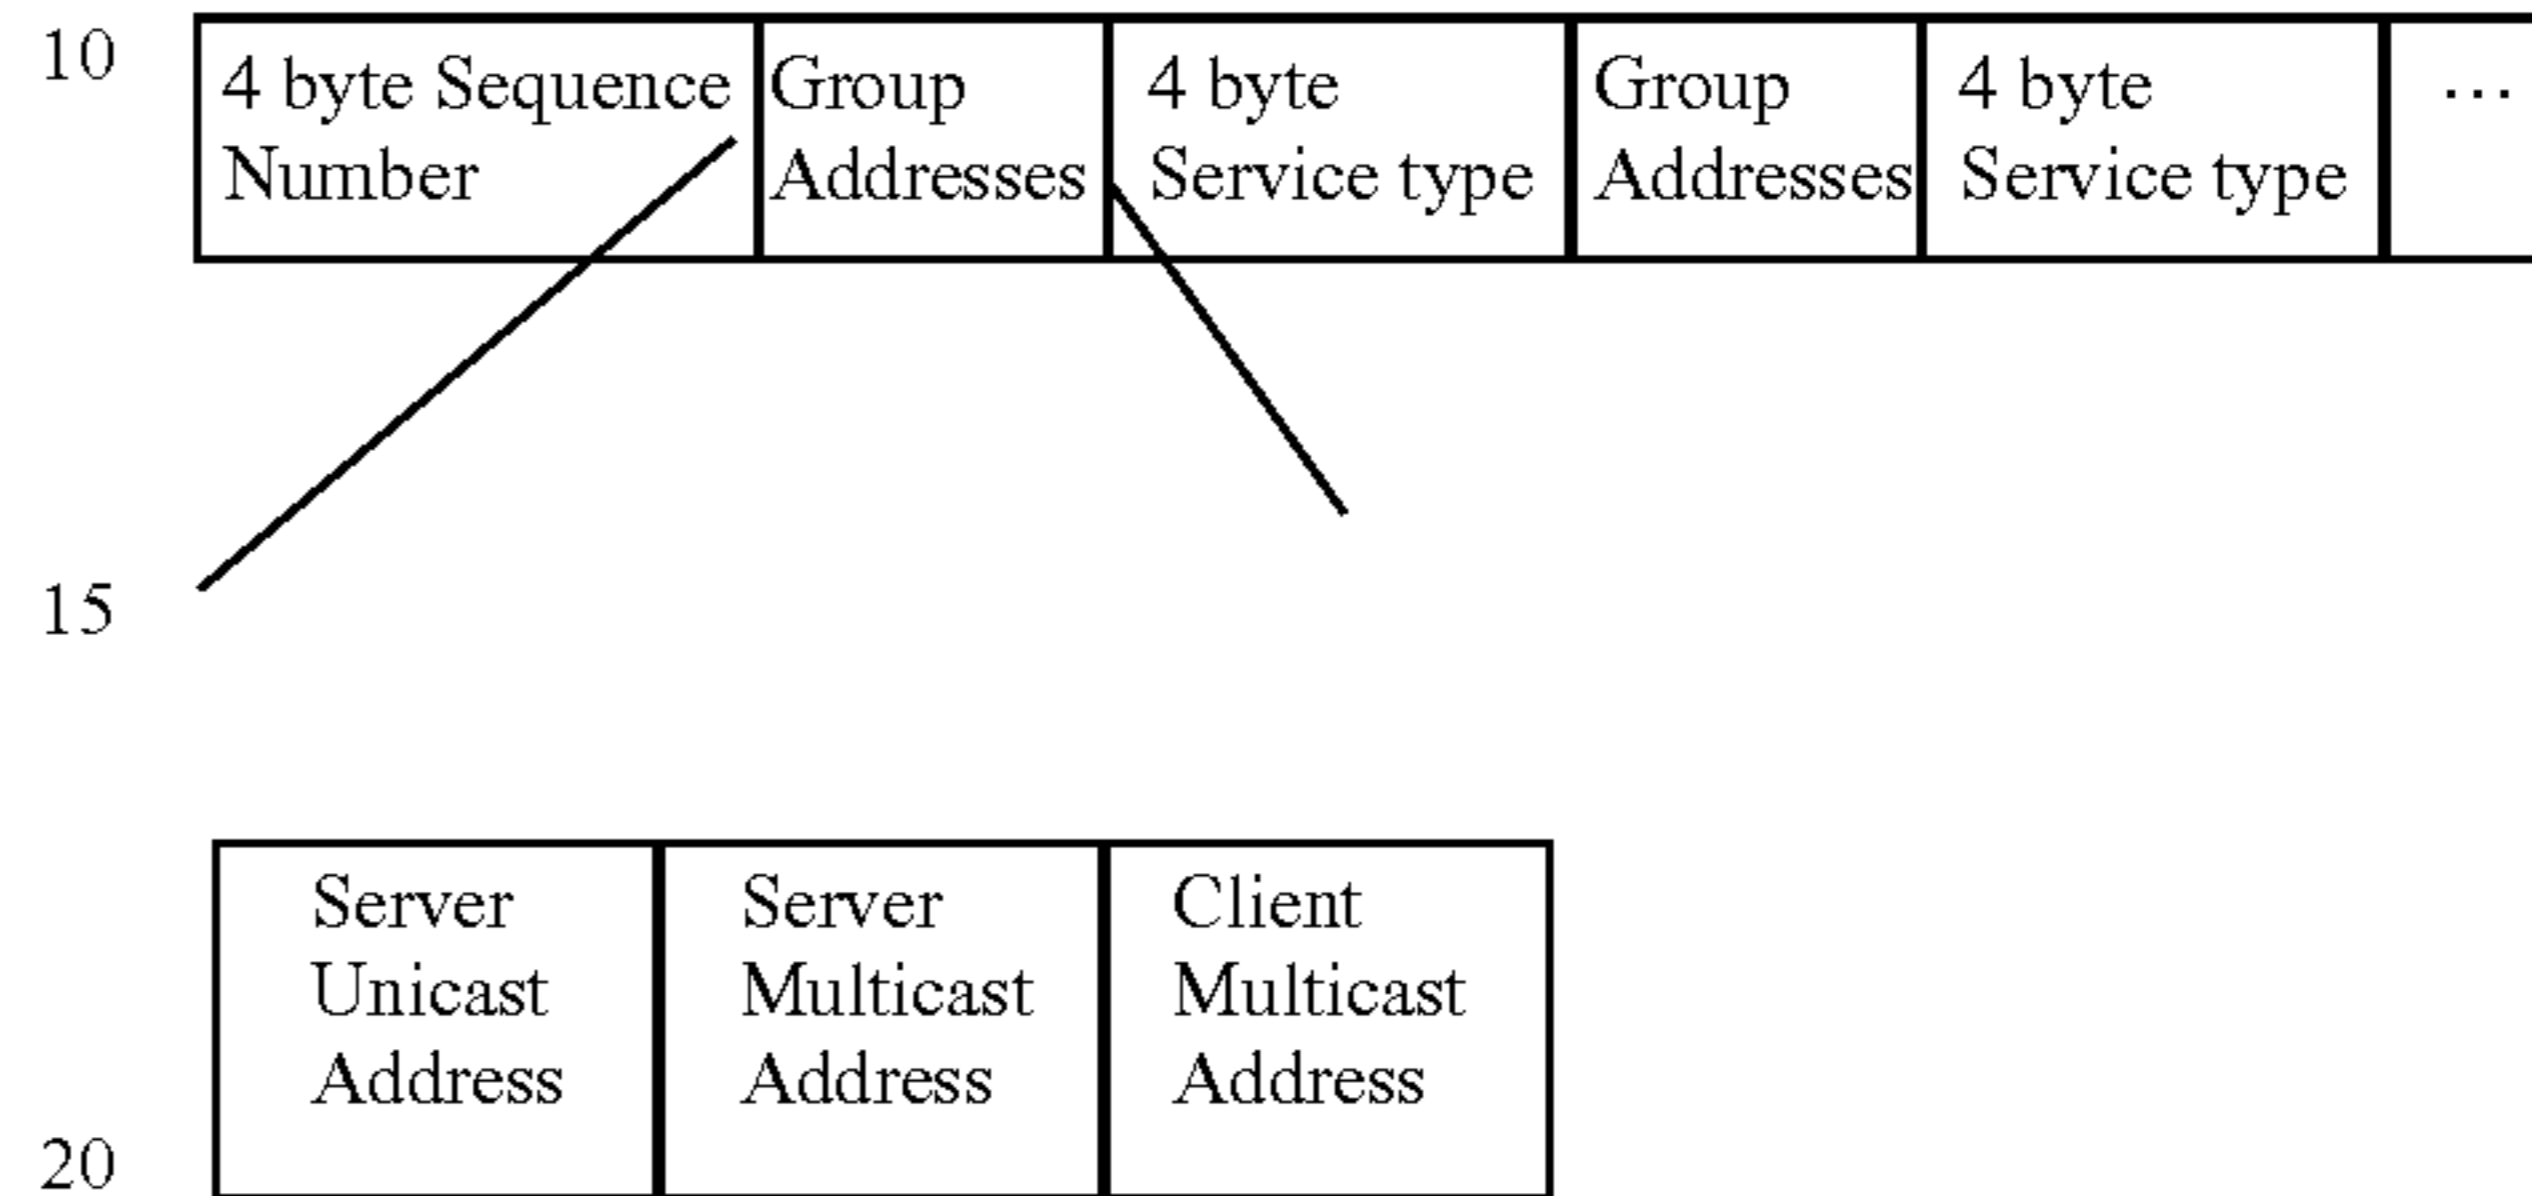 10
4 byte Sequence
Number
Group
Addresses
4 byte
Service type
Group
Addresses
4 byte
Service type
...
15
Server
Unicast
Address
Server
Multicast
Address
Client
Multicast
Address
20